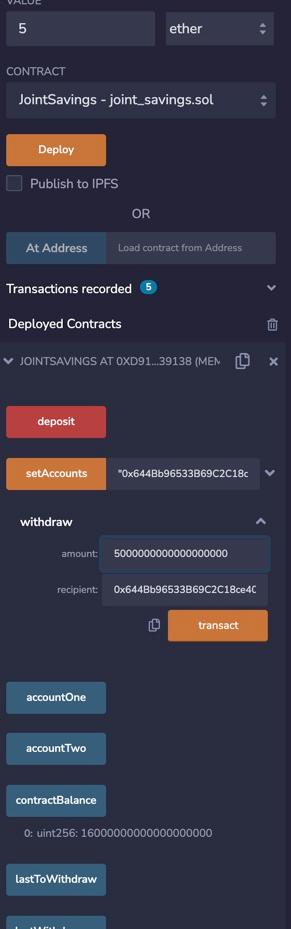 VALUE
5 ether
CONTRACT
JointSavings - joint_savings.sol
Deploy
Publish to IPFS
OR
At Address Load contract from Address
Transactions recorded 5
Deployed Contracts
JOINTSAVINGS AT 0XD91...39138 (MEM
deposit
setAccounts "0x644Bb96533B69C2C18c
withdraw
amount: 5000000000000000000
recipient: 0x644Bb96533B69C2C18ce4C
transact
accountOne
accountTwo
contractBalance
0: uint256: 16000000000000000000
lastToWithdraw